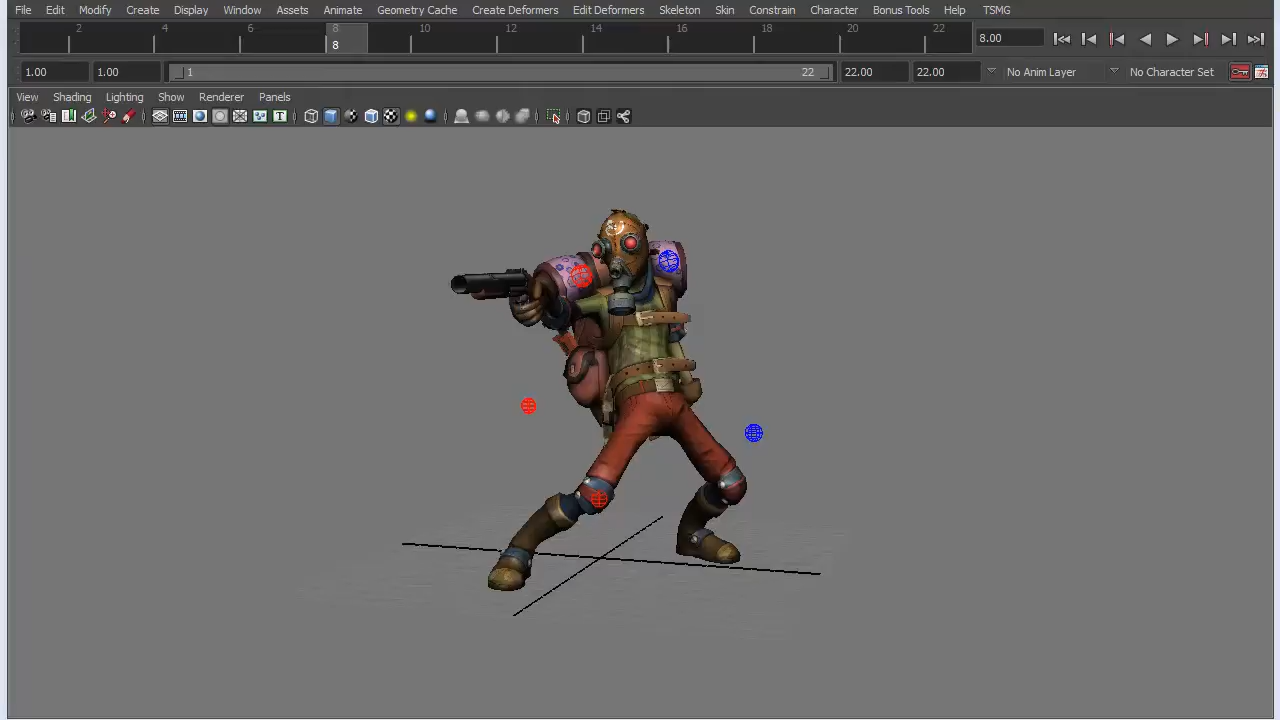 File Edit Modify Create Display Window Assets Animate Geometry Cache Create Deformers Edit Deformers Skeleton Skin Constrain Character Bonus Tools Help TSMG
2 4 6 8 10 12 14 16 18 20 22
8
8.00
1.00 1.00 1 22 22.00 22.00 No Anim Layer No Character Set
View Shading Lighting Show Renderer Panels
T